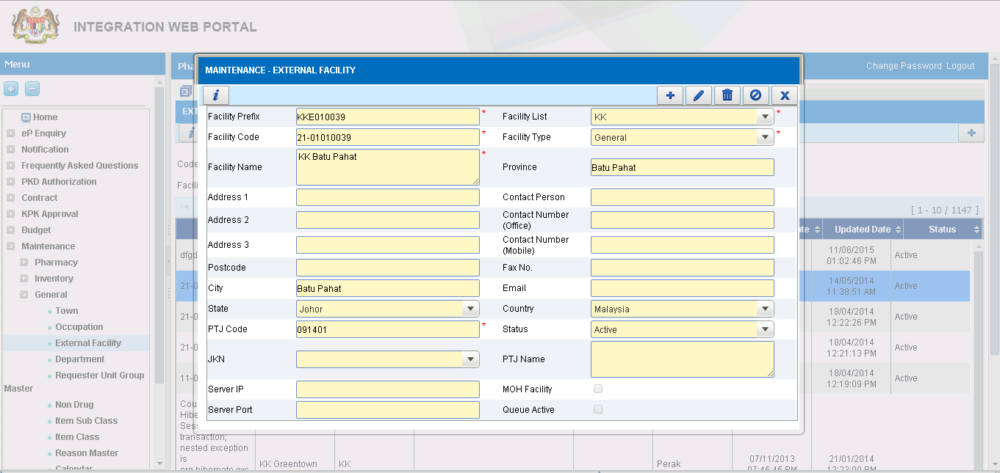 INTEGRATION WEB PORTAL
Menu
Pha
Change Password Logout
MAINTENANCE - EXTERNAL FACILITY
Home
eP Enquiry
Notification
Frequently Asked Questions
PKD Authorization
Contract
KPK Approval
Budget
Maintenance
Pharmacy
Inventory
General
Town
Occupation
External Facility
Department
Requester Unit Group
Master
Non Drug
Item Sub Class
Item Class
Reason Master
Calendar
EXT
Code
Facili
Facility Prefix KKE010039 * Facility List KK *
Facility Code 21-01010039 * Facility Type General *
Facility Name KK Batu Pahat * Province Batu Pahat
Address 1 Contact Person
Address 2 Contact Number
(Office)
Address 3 Contact Number
(Mobile)
Postcode Fax No.
City Batu Pahat Email
State Johor Country Malaysia
PTJ Code 091401 * Status Active
JKN PTJ Name
Server IP MOH Facility
Server Port Queue Active
[ 1 - 10 / 1147 ]
te Updated Date Status
dfgd 11/06/2015
01:02:46 PM Active
21-0 14/05/2014
11:38:51 AM Active
21-0 18/04/2014
12:22:26 PM Active
21-0 18/04/2014
12:21:13 PM Active
11-0 18/04/2014
12:19:09 PM Active
Cou
Hibe
Ses
transaction;
nested exception
is
org.hibernate.exc
KK Greentown KK Perak 07/11/2013
07:45:45 PM 21/01/2014
12:23:00 PM